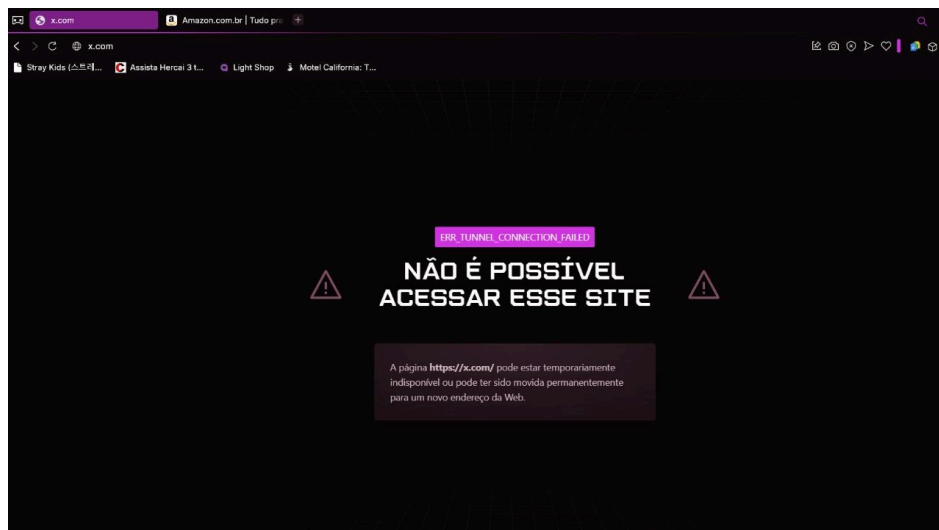 x.com
Amazon.com.br | Tudo pra
x.com
Stray Kids (스트레... Assista Hercai 3 t... Light Shop Motel California: T...
ERR_TUNNEL_CONNECTION_FAILED
NÃO É POSSÍVEL
ACESSAR ESSE SITE
A página https://x.com/ pode estar temporariamente
indisponível ou pode ter sido movida permanentemente
para um novo endereço da Web.